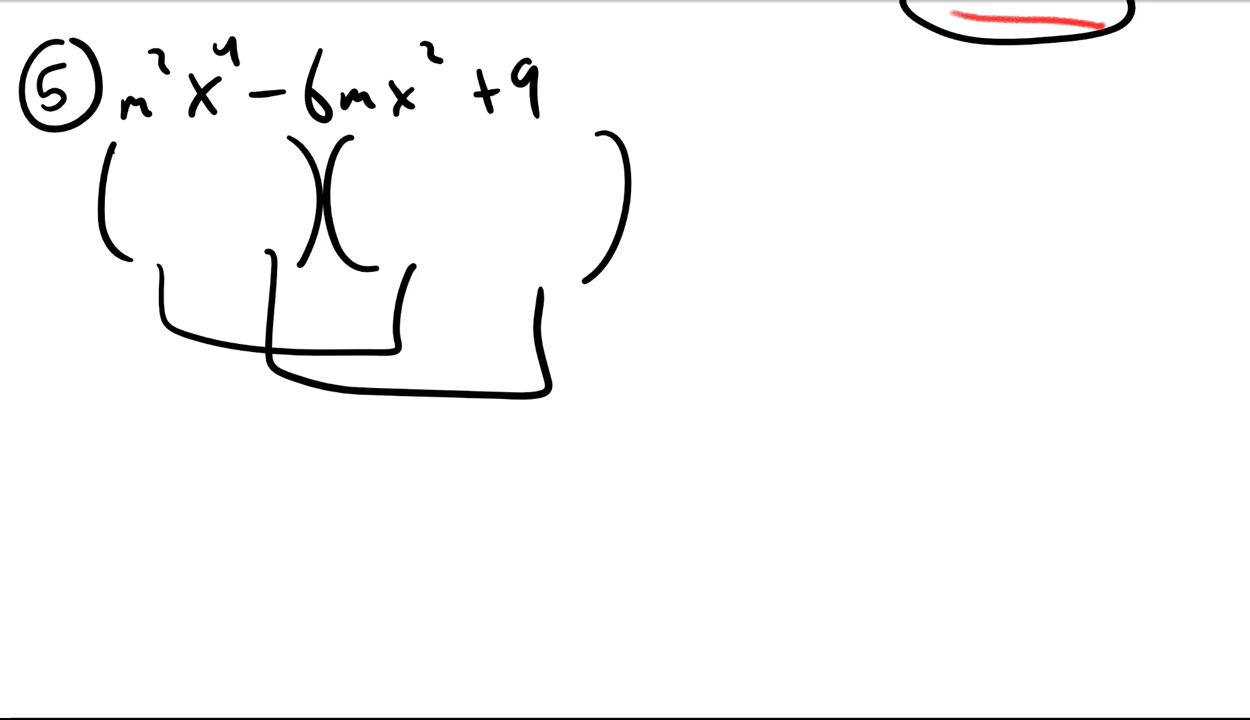 ⑤ m²x⁴ - 6mx² + 9
(      )(      )